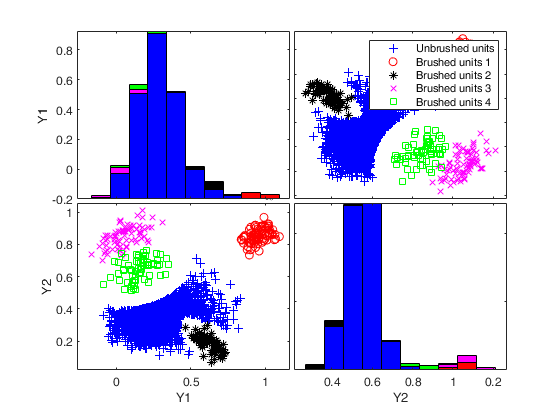 0.8
0.6
0.4
0.2
0
-0.2
Y1
Unbrushed units
Brushed units 1
Brushed units 2
Brushed units 3
Brushed units 4
1
0.8
0.6
0.4
0.2
Y2
0 0.5 1
Y1
0.4 0.6 0.8 1 0.2
Y2